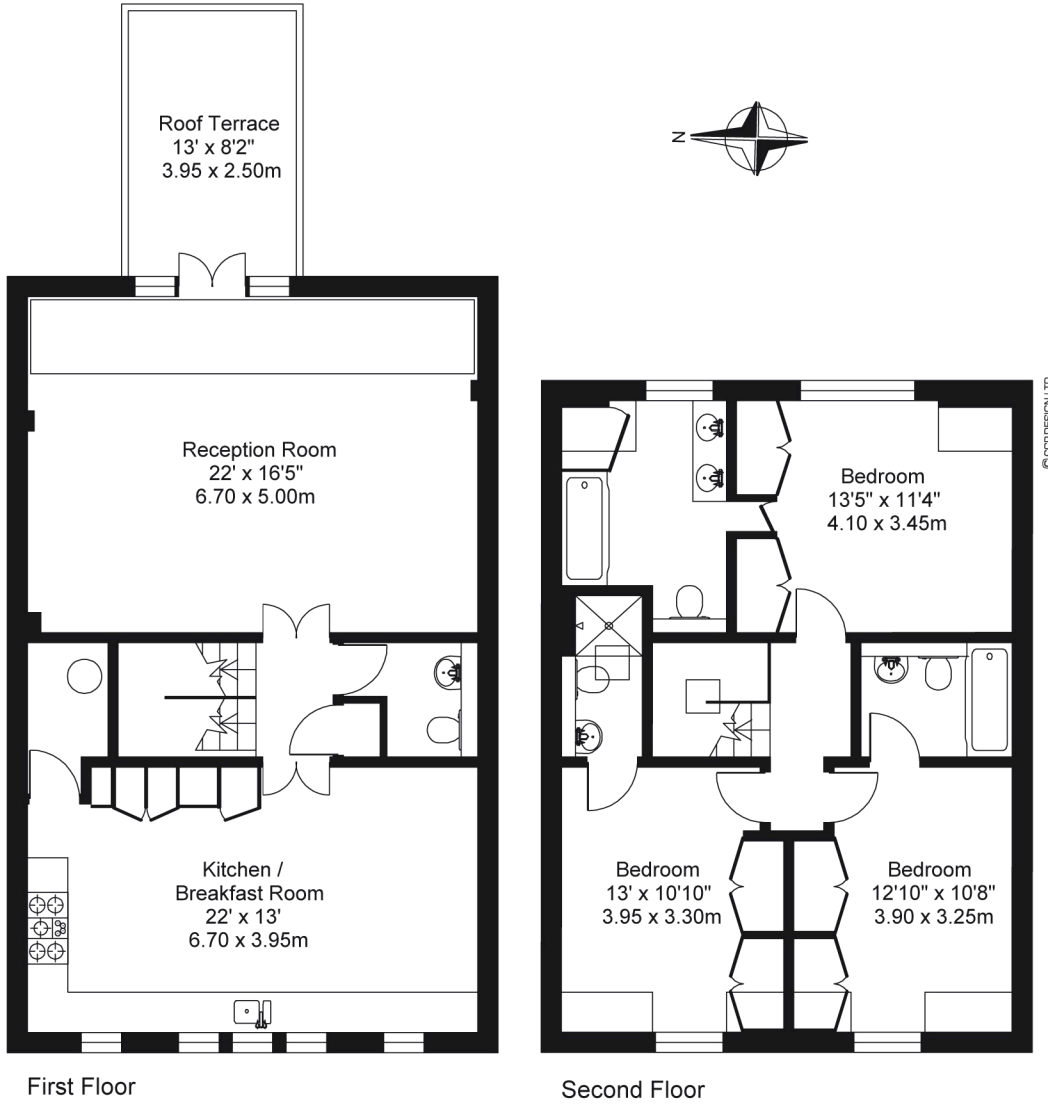 Roof Terrace
13' x 8'2"
3.95 x 2.50m
N
Reception Room
22' x 16'5"
6.70 x 5.00m
Bedroom
13'5" x 11'4"
4.10 x 3.45m
Kitchen /
Breakfast Room
22' x 13'
6.70 x 3.95m
Bedroom
13' x 10'10"
3.95 x 3.30m
Bedroom
12'10" x 10'8"
3.90 x 3.25m
First Floor
Second Floor